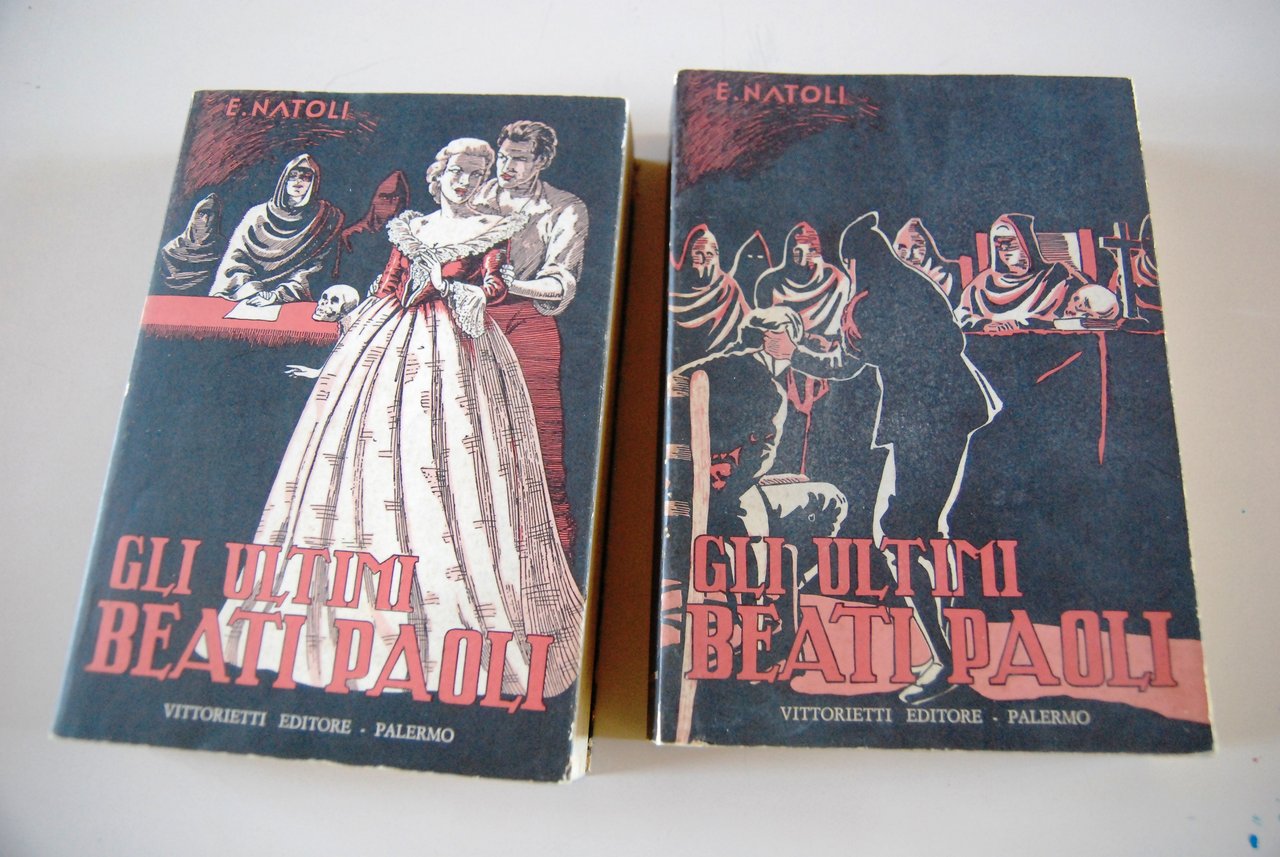 E. NATOLI
GLI ULTIMI
BEATI PAOLI
VITTORIETTI EDITORE - PALERMO
E. NATOLI
GLI ULTIMI
BEATI PAOLI
VITTORIETTI EDITORE - PALERMO